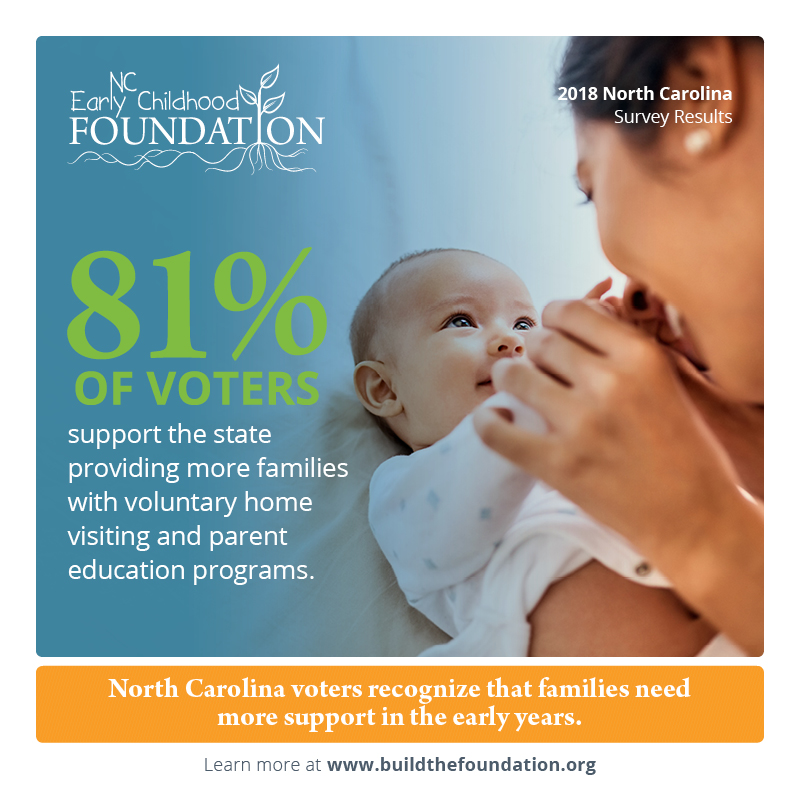 NC
Early Childhood
FOUNDATION
2018 North Carolina
Survey Results
81%
OF VOTERS
support the state
providing more families
with voluntary home
visiting and parent
education programs.
North Carolina voters recognize that families need
more support in the early years.
Learn more at www.buildthefoundation.org